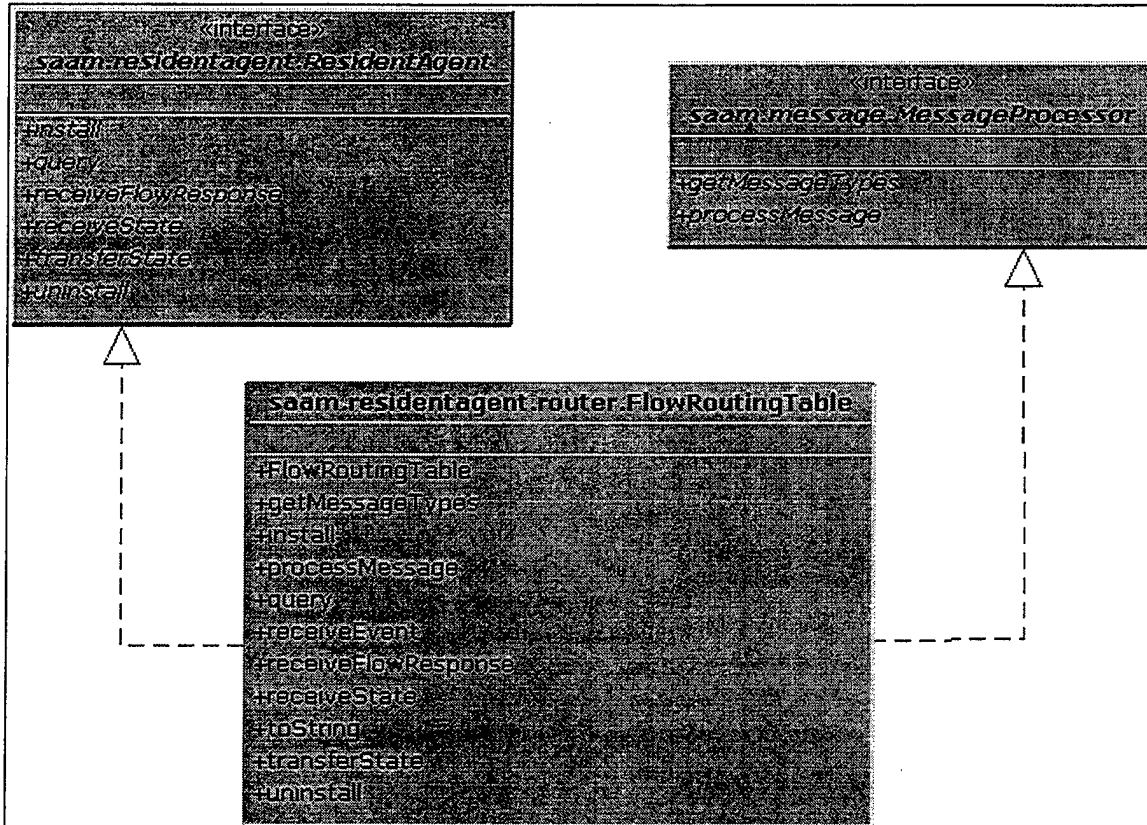 «interface»
saam.residentagent.ResidentAgent
+install
+query
+receiveFlowResponse
+receiveState
+transferState
+uninstall
«interface»
saam.message.MessageProcessor
+getMessageTypes
+processMessage
saam.residentagent.router.FlowRoutingTable
+FlowRoutingTable
+getMessageTypes
+install
+processMessage
+query
+receiveEvent
+receiveFlowResponse
+receiveState
+toString
+transferState
+uninstall